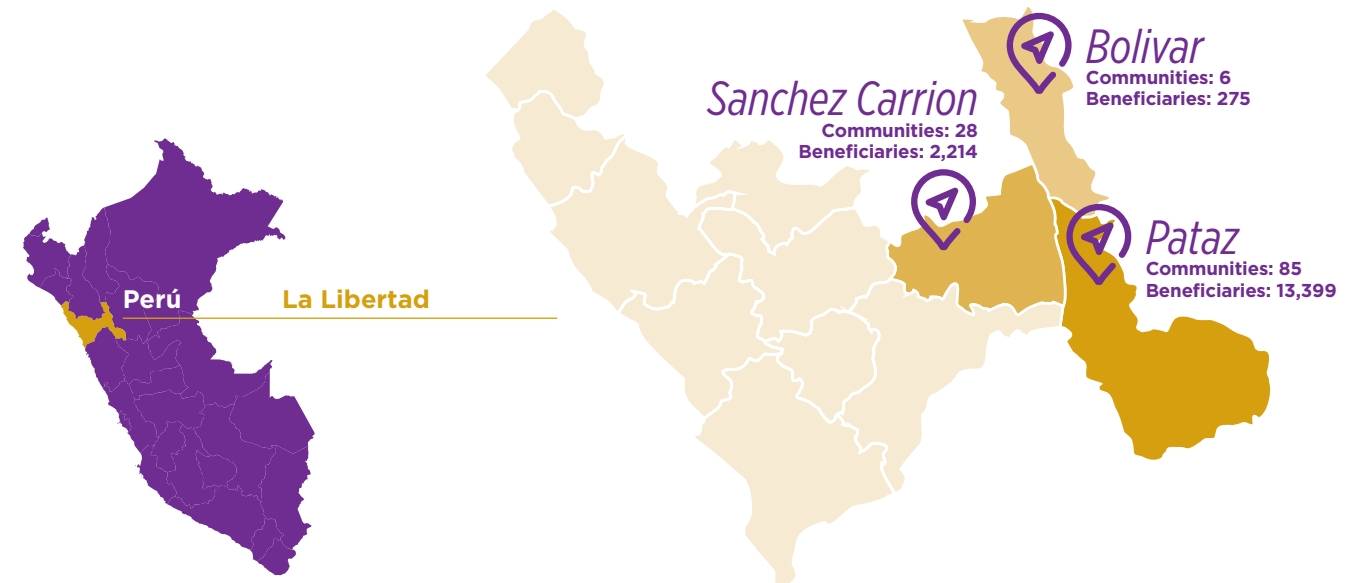 Perú
La Libertad
Sanchez Carrion
Communities: 28
Beneficiaries: 2,214
Bolivar
Communities: 6
Beneficiaries: 275
Pataz
Communities: 85
Beneficiaries: 13,399